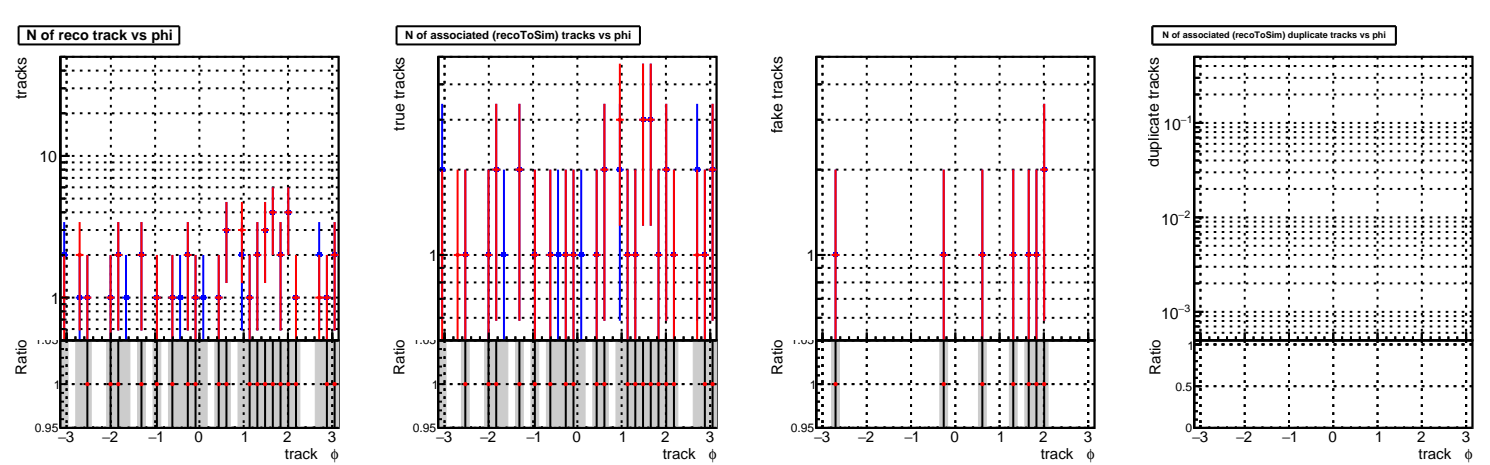 N of reco track vs phi
N of associated (recoToSim) tracks vs phi
N of associated (recoToSim) duplicate tracks vs phi
tracks
10
1
Ratio
1.05
1
0.95
−3 −2 −1 0 1 2 3
track ϕ
true tracks
1
Ratio
1.05
1
0.95
−3 −2 −1 0 1 2 3
track ϕ
fake tracks
1
Ratio
1.05
1
0.95
−3 −2 −1 0 1 2 3
track ϕ
duplicate tracks
10−1
10−2
10−3
Ratio
1
0.5
0
−3 −2 −1 0 1 2 3
track ϕ